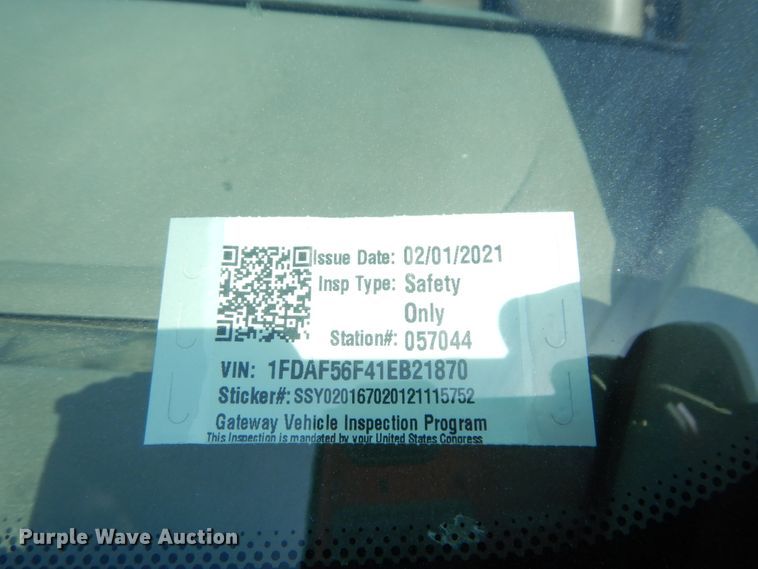 Issue Date: 02/01/2021
Insp Type: Safety
Only
Station#: 057044
VIN: 1FDAF56F41EB21870
Sticker#: SSY020167020121115752
Gateway Vehicle Inspection Program
This Inspection is mandated by your United States Congress
Purple Wave Auction